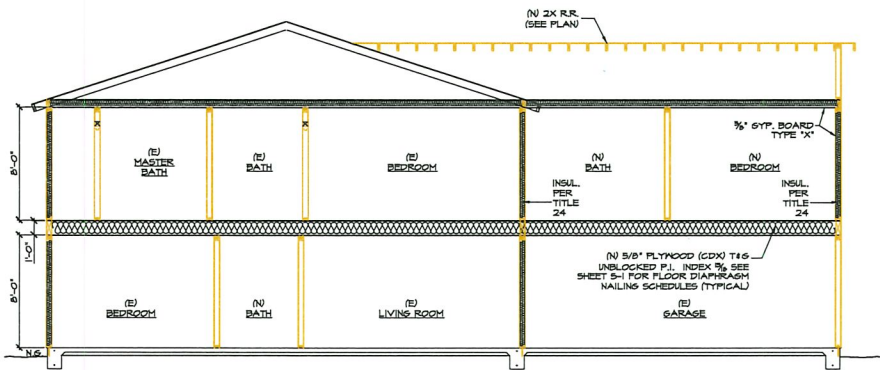 (N) 2X R.R.
(SEE PLAN)
5/8" GYP. BOARD
TYPE "X"
8'-0"
(E)
MASTER
BATH
(E)
BATH
(E)
BEDROOM
(N)
BATH
(N)
BEDROOM
INSUL.
PER
TITLE
24
INSUL.
PER
TITLE
24
1'-0"
(N) 5/8" PLYWOOD (CDX) T&G
UNBLOCKED P.I. INDEX SEE
SHEET S-1 FOR FLOOR DIAPHRAGM
NAILING SCHEDULES (TYPICAL)
8'-0"
(E)
BEDROOM
(N)
BATH
(E)
LIVING ROOM
(E)
GARAGE
N.G.